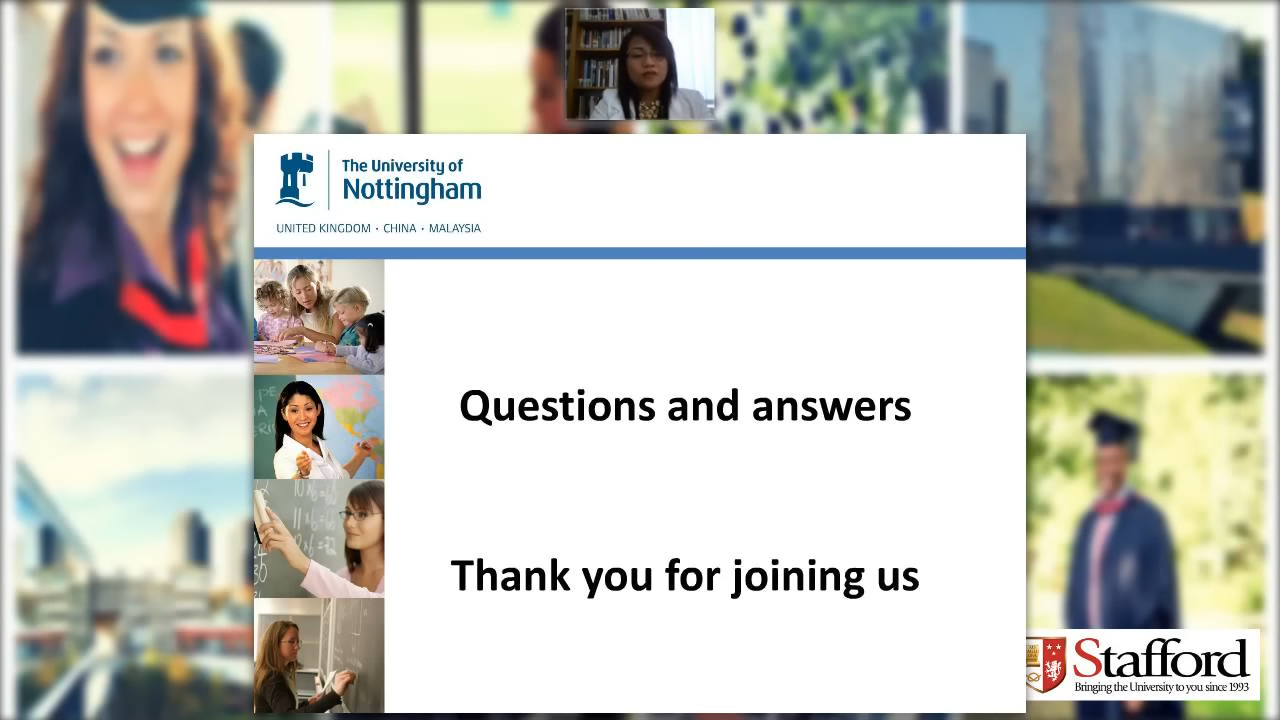 The University of
Nottingham
UNITED KINGDOM · CHINA · MALAYSIA
Questions and answers
Thank you for joining us
Stafford
Bringing the University to you since 1993